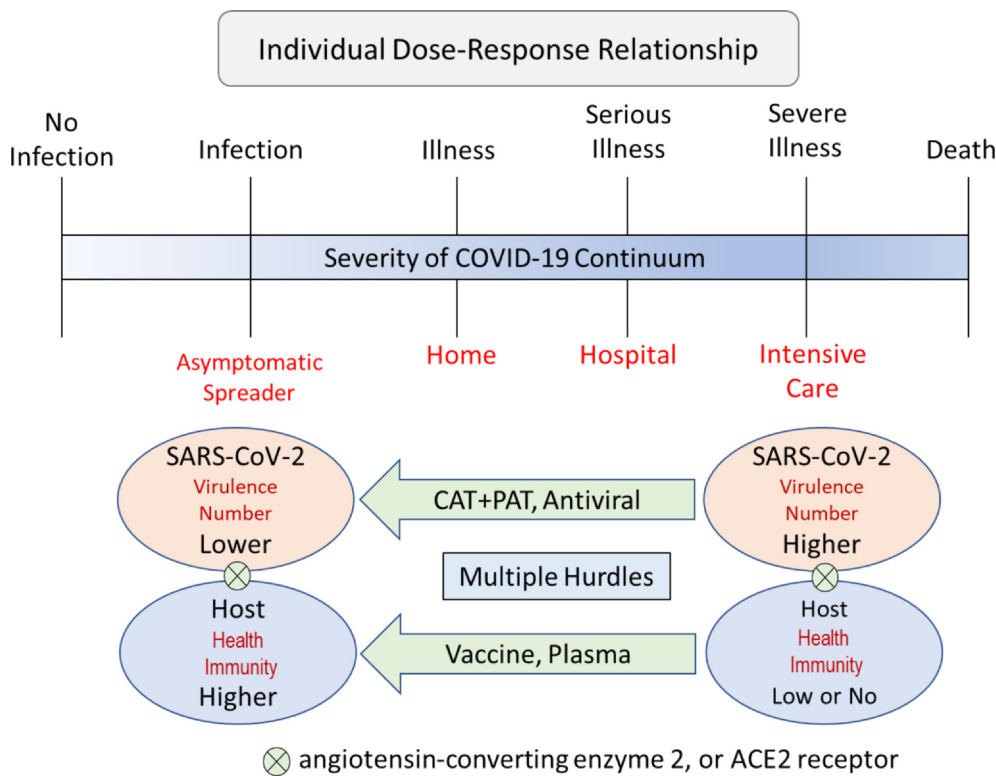 Individual Dose-Response Relationship
No
Infection
Infection
Illness
Serious
Illness
Severe
Illness
Death
Severity of COVID-19 Continuum
Asymptomatic
Spreader
Home
Hospital
Intensive
Care
SARS-CoV-2
Virulence
Number
Lower
CAT+PAT, Antiviral
SARS-CoV-2
Virulence
Number
Higher
Multiple Hurdles
Host
Health
Immunity
Higher
Vaccine, Plasma
Host
Health
Immunity
Low or No
angiotensin-converting enzyme 2, or ACE2 receptor